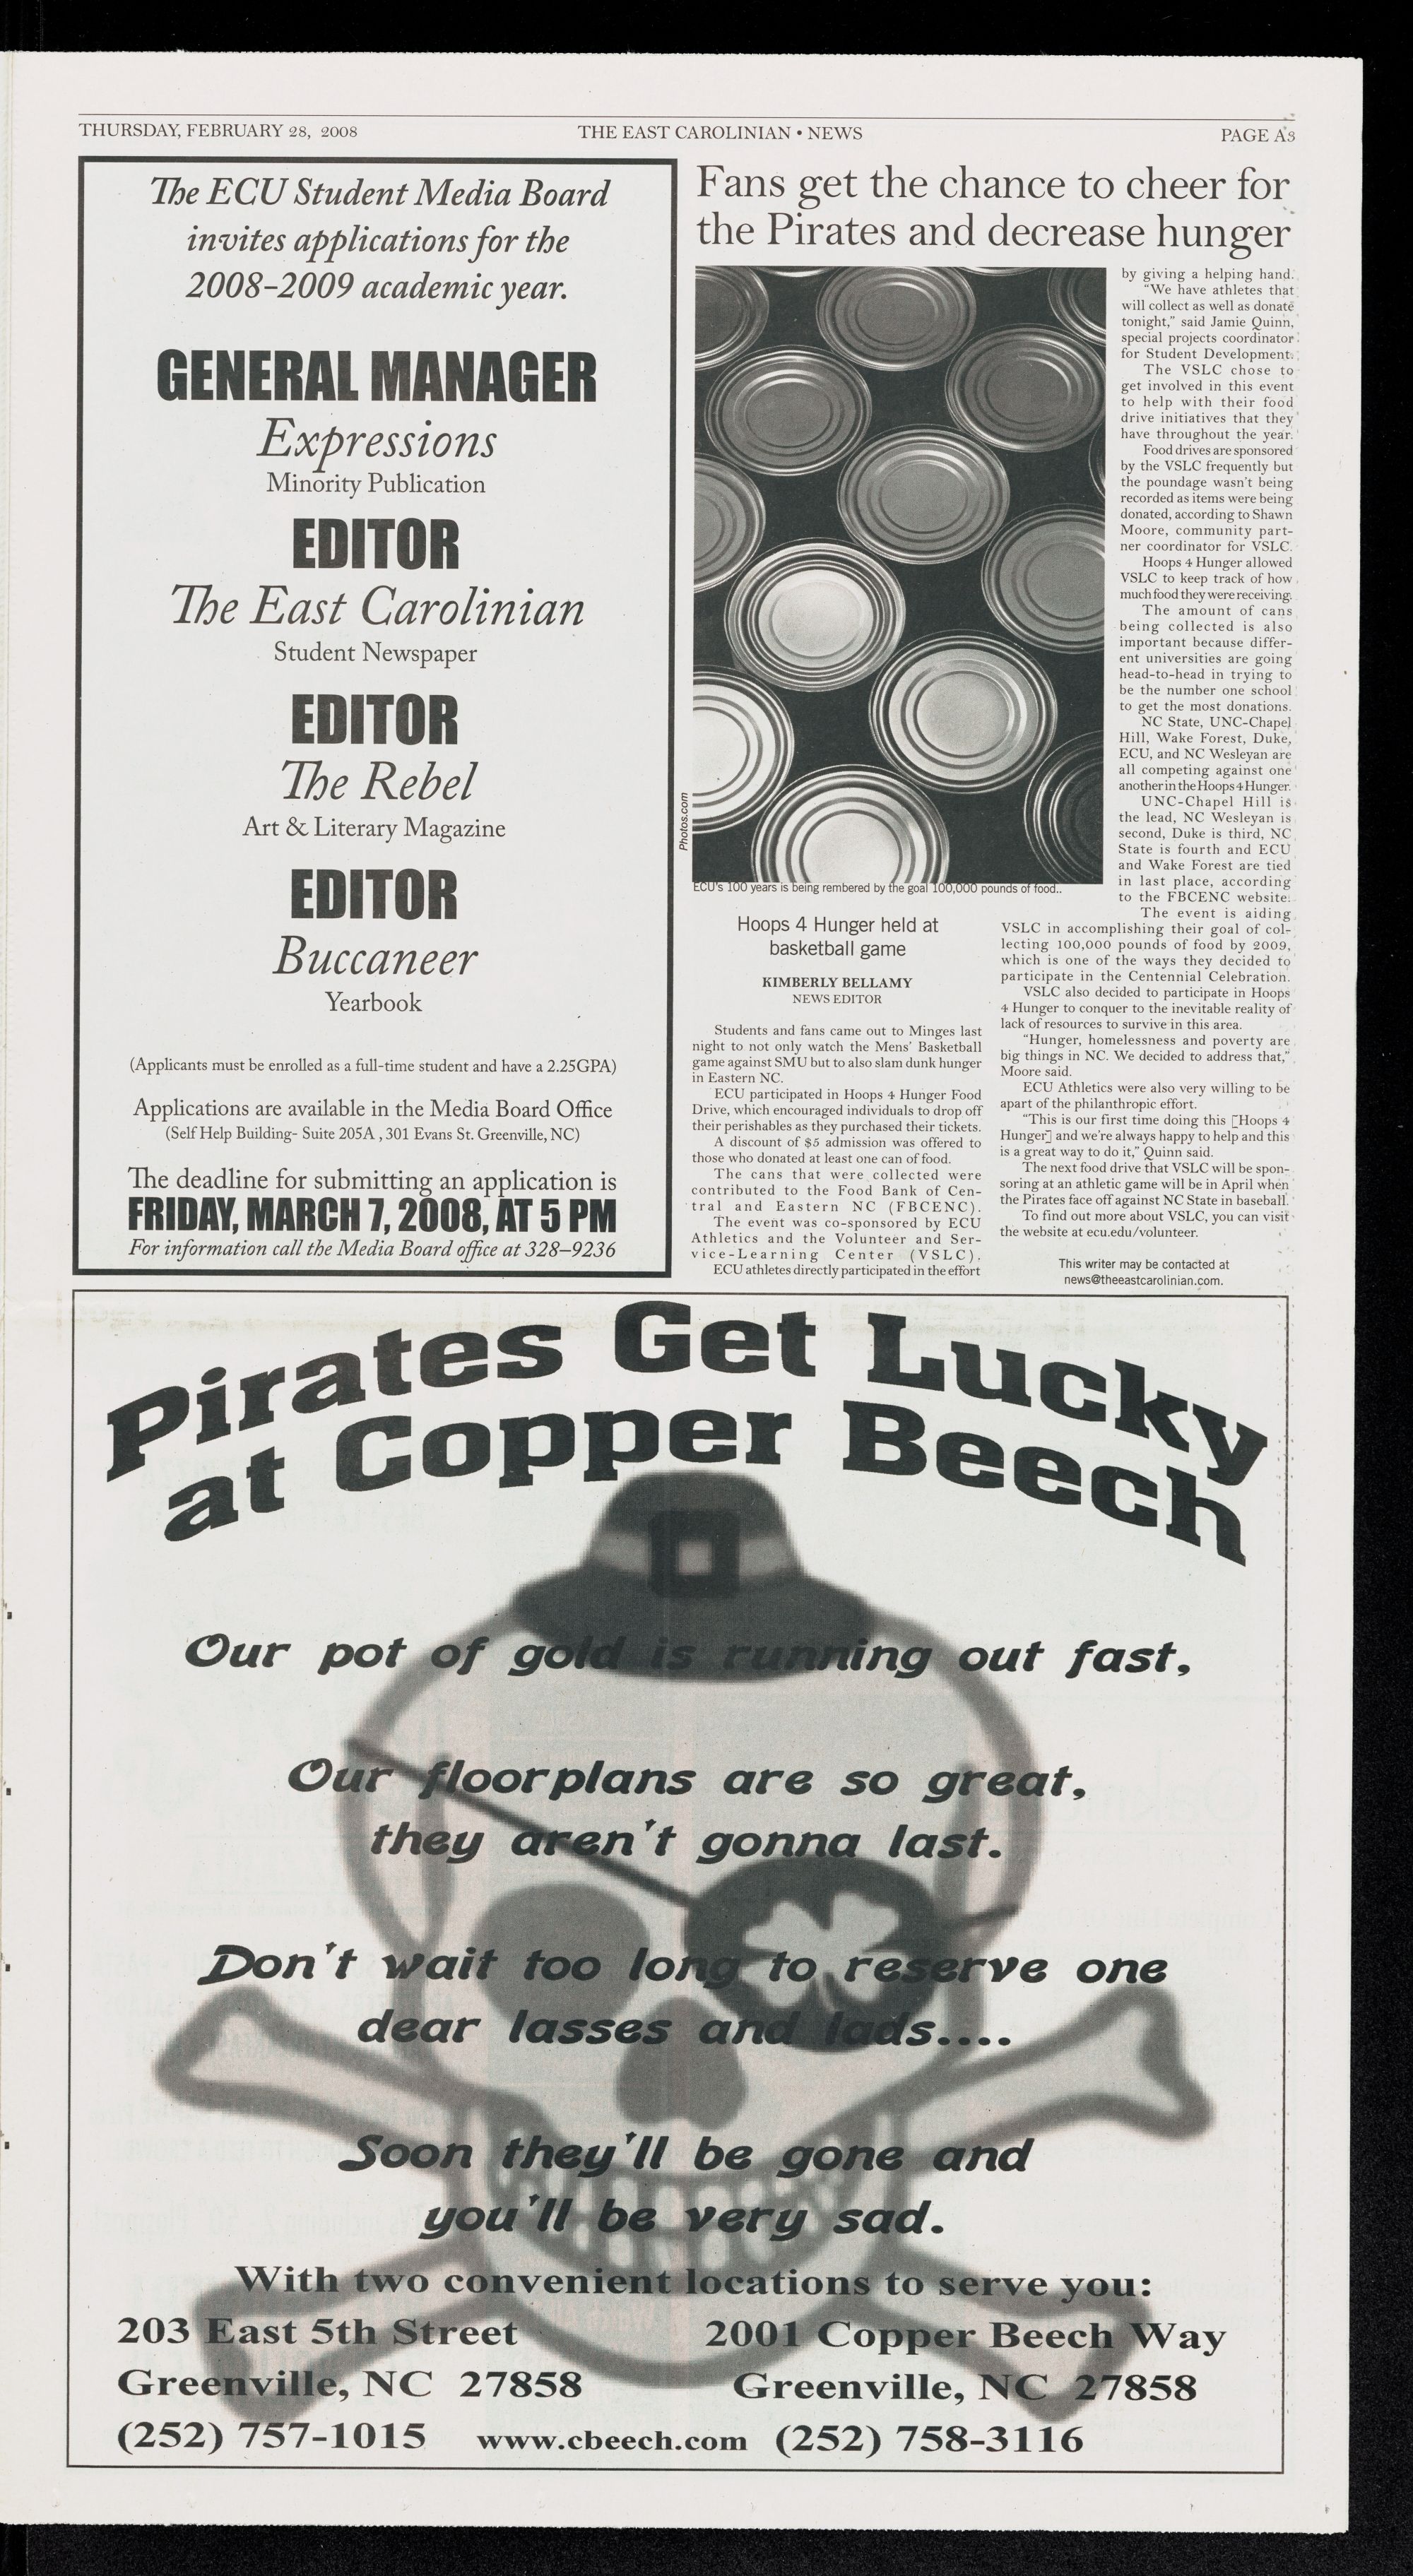 THURSDAY, FEBRUARY 28, 2008
THE EAST CAROLINIAN • NEWS
PAGE A3
The ECU Student Media Board
invites applications for the
2008–2009 academic year.
GENERAL MANAGER
Expressions
Minority Publication
EDITOR
The East Carolinian
Student Newspaper
EDITOR
The Rebel
Art & Literary Magazine
EDITOR
Buccaneer
Yearbook
(Applicants must be enrolled as a full-time student and have a 2.25GPA)
Applications are available in the Media Board Office
(Self Help Building- Suite 205A , 301 Evans St. Greenville, NC)
The deadline for submitting an application is
FRIDAY, MARCH 7, 2008, AT 5 PM
For information call the Media Board office at 328–9236
Fans get the chance to cheer for
the Pirates and decrease hunger
Photos.com
ECU's 100 years is being rembered by the goal 100,000 pounds of food..
Hoops 4 Hunger held at
basketball game
KIMBERLY BELLAMY
NEWS EDITOR
Students and fans came out to Minges last
night to not only watch the Mens' Basketball
game against SMU but to also slam dunk hunger
in Eastern NC.
ECU participated in Hoops 4 Hunger Food
Drive, which encouraged individuals to drop off
their perishables as they purchased their tickets.
A discount of $5 admission was offered to
those who donated at least one can of food.
The cans that were collected were
contributed to the Food Bank of Cen-
tral and Eastern NC (FBCENC).
The event was co-sponsored by ECU
Athletics and the Volunteer and Ser-
vice-Learning Center (VSLC).
ECU athletes directly participated in the effort
by giving a helping hand.
"We have athletes that
will collect as well as donate
tonight," said Jamie Quinn,
special projects coordinator
for Student Development.
The VSLC chose to
get involved in this event
to help with their food
drive initiatives that they
have throughout the year.
Food drives are sponsored
by the VSLC frequently but
the poundage wasn't being
recorded as items were being
donated, according to Shawn
Moore, community part-
ner coordinator for VSLC.
Hoops 4 Hunger allowed
VSLC to keep track of how
much food they were receiving.
The amount of cans
being collected is also
important because differ-
ent universities are going
head-to-head in trying to
be the number one school
to get the most donations.
NC State, UNC-Chapel
Hill, Wake Forest, Duke,
ECU, and NC Wesleyan are
all competing against one
another in the Hoops 4 Hunger.
UNC-Chapel Hill is
the lead, NC Wesleyan is
second, Duke is third, NC
State is fourth and ECU
and Wake Forest are tied
in last place, according
to the FBCENC website.
The event is aiding
VSLC in accomplishing their goal of col-
lecting 100,000 pounds of food by 2009,
which is one of the ways they decided to
participate in the Centennial Celebration.
VSLC also decided to participate in Hoops
4 Hunger to conquer to the inevitable reality of
lack of resources to survive in this area.
"Hunger, homelessness and poverty are
big things in NC. We decided to address that,"
Moore said.
ECU Athletics were also very willing to be
apart of the philanthropic effort.
"This is our first time doing this [Hoops 4
Hunger] and we're always happy to help and this
is a great way to do it," Quinn said.
The next food drive that VSLC will be spon-
soring at an athletic game will be in April when
the Pirates face off against NC State in baseball.
To find out more about VSLC, you can visit
the website at ecu.edu/volunteer.
This writer may be contacted at
news@theeastcarolinian.com.
Pirates Get Lucky
at Copper Beech
Our pot of gold is running out fast,
Our floorplans are so great,
they aren't gonna last.
Don't wait too long to reserve one
dear lasses and lads....
Soon they'll be gone and
you'll be very sad.
With two convenient locations to serve you:
203 East 5th Street
Greenville, NC 27858
(252) 757-1015
www.cbeech.com
2001 Copper Beech Way
Greenville, NC 27858
(252) 758-3116